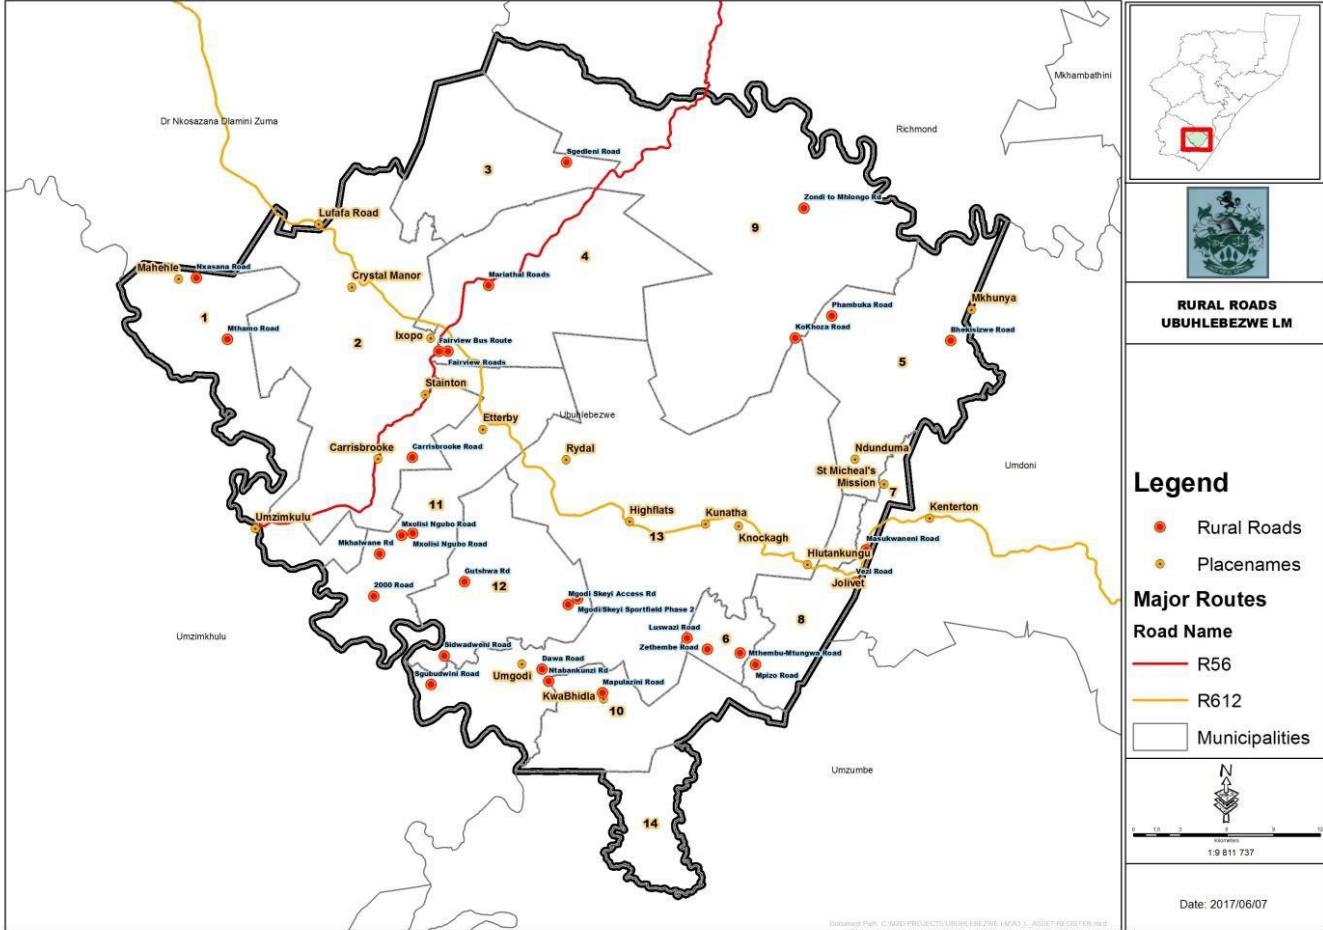 Mkhambathini
Dr Nkosazana Dlamini Zuma
Richmond
Sgedleni Road
3
Zondi to Mhlongo Rd
Lufafa Road
9
4
Mahehle
Nxasana Road
Crystal Manor
Mariathal Roads
Mkhunya
1
Phambuka Road
Mthamo Road
2
Ixopo
Fairview Bus Route
KoKhoza Road
Bhekisizwe Road
Fairview Roads
5
Stainton
Etterby
Ubuhlebezwe
Carrisbrooke
Carrisbrooke Road
Rydal
Ndunduma
Umdoni
St Micheal's
Mission
7
11
Umzimkulu
Mxolisi Ngubo Road
Highflats
Kunatha
Kenterton
Mkhalwane Rd
Mxolisi Ngubo Road
13
Knockagh
Masukwaneni Road
Hlutankungu
Gutshwa Rd
12
Vezi Road
Jolivet
2000 Road
Mgodi Skeyi Access Rd
Mgodi Skeyi Sportfield Phase 2
8
Umzimkhulu
Luswazi Road
6
Sidwadweni Road
Zethembe Road
Mthembu-Mtungwa Road
Dawa Road
Umgodi
Ntabankunzi Rd
Mpizo Road
Sgubudwini Road
Mapulazini Road
KwaBhidla
10
Umzumbe
14
RURAL ROADS
UBUHLEBEZWE LM
Legend
Rural Roads
Placenames
Major Routes
Road Name
R56
R612
Municipalities
N
Kilometers
1:9 811 737
Date: 2017/06/07